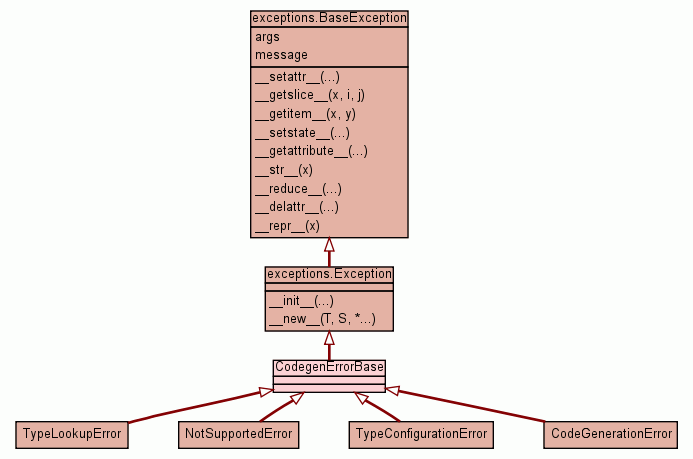 exceptions.BaseException
args
message
__setattr__(...)
__getslice__(x, i, j)
__getitem__(x, y)
__setstate__(...)
__getattribute__(...)
__str__(x)
__reduce__(...)
__delattr__(...)
__repr__(x)
exceptions.Exception
__init__(...)
__new__(T, S, *...)
CodegenErrorBase
TypeLookupError
NotSupportedError
TypeConfigurationError
CodeGenerationError